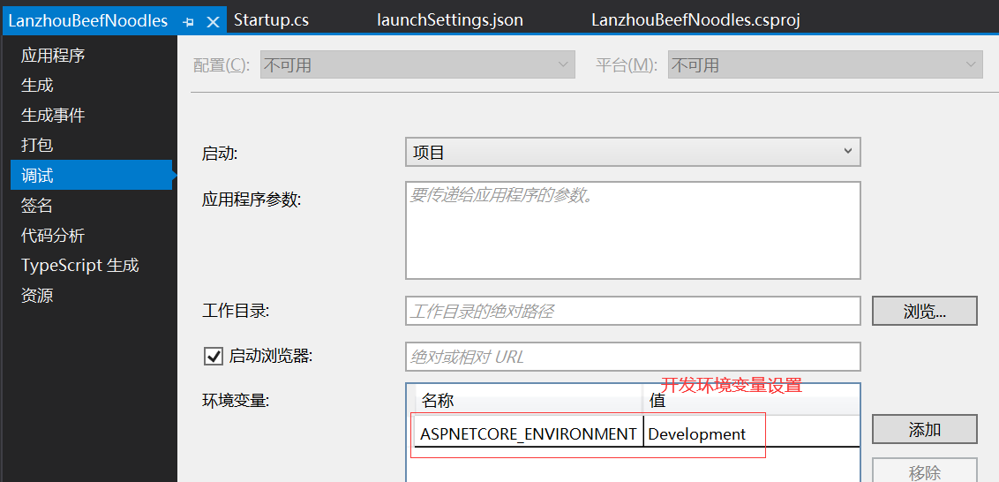 LanzhouBeefNoodles
Startup.cs
launchSettings.json
LanzhouBeefNoodles.csproj
应用程序
生成
生成事件
打包
调试
签名
代码分析
TypeScript 生成
资源
配置(C):
不可用
平台(M):
不可用
启动:
项目
应用程序参数:
要传递给应用程序的参数。
工作目录:
工作目录的绝对路径
浏览...
启动浏览器:
绝对或相对 URL
开发环境变量设置
环境变量:
名称
值
ASPNETCORE_ENVIRONMENT
Development
添加
移除